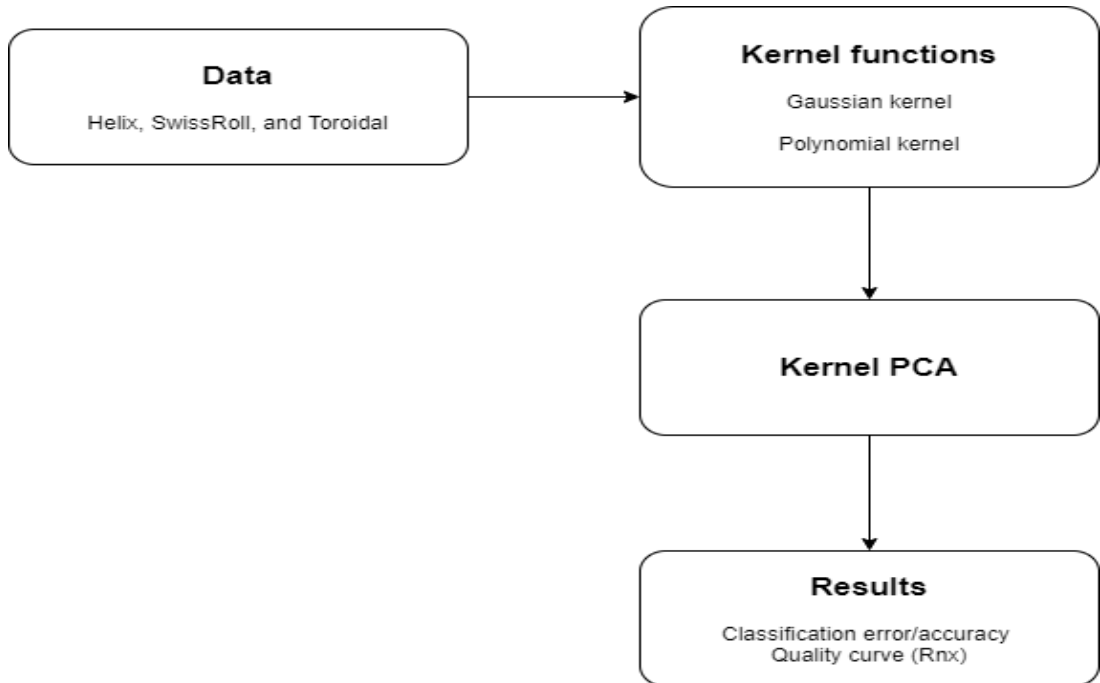 Data
Helix, SwissRoll, and Toroidal
Kernel functions
Gaussian kernel
Polynomial kernel
Kernel PCA
Results
Classification error/accuracy
Quality curve (Rnx)